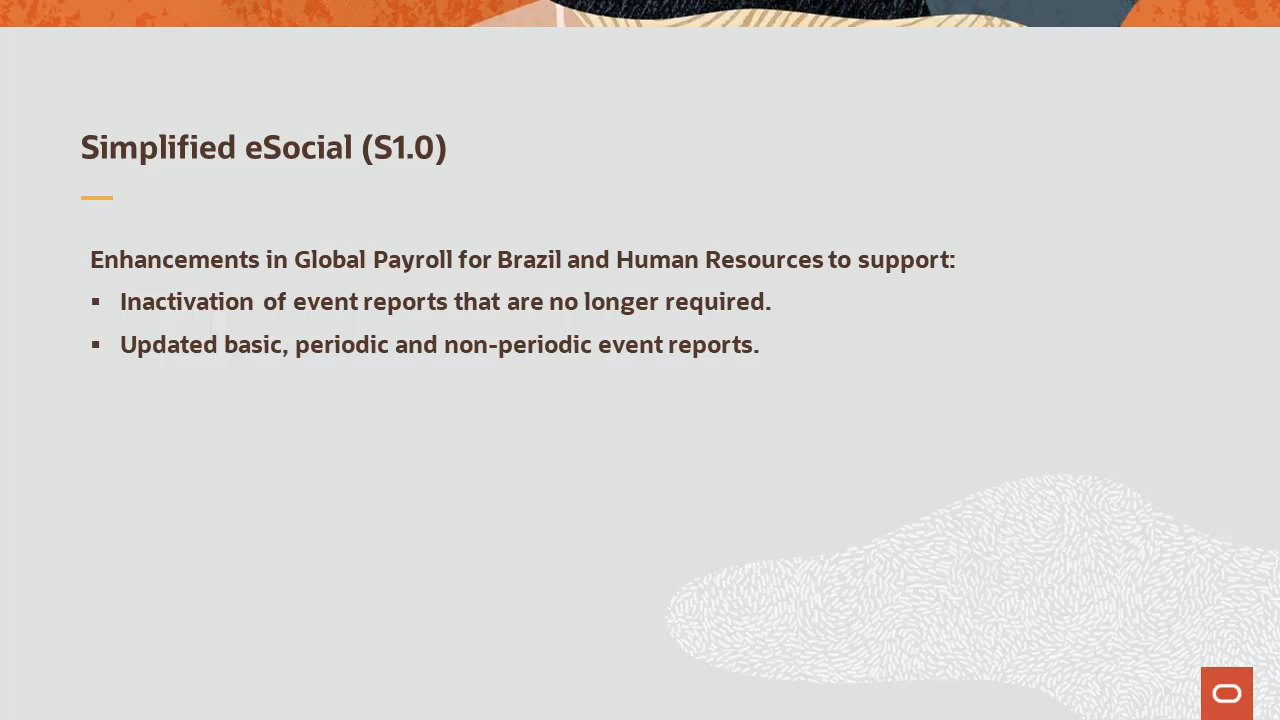 Simplified eSocial (S1.0)
Enhancements in Global Payroll for Brazil and Human Resources to support:
▪ Inactivation of event reports that are no longer required.
▪ Updated basic, periodic and non-periodic event reports.